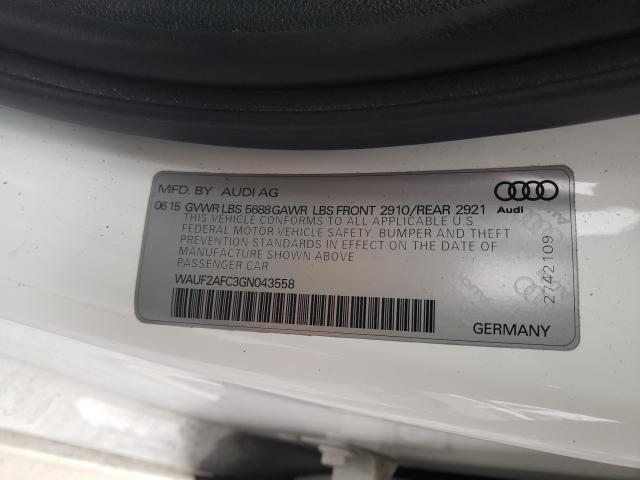 MFD. BY AUDI AG
06 15 GVWR LBS 5688 GAWR LBS FRONT 2910/REAR 2921
THIS VEHICLE CONFORMS TO ALL APPLICABLE U S
FEDERAL MOTOR VEHICLE SAFETY, BUMPER AND THEFT
PREVENTION STANDARDS IN EFFECT ON THE DATE OF
MANUFACTURE SHOWN ABOVE
PASSENGER CAR
WAUF2AFC3GN043558
Audi
2742109
GERMANY